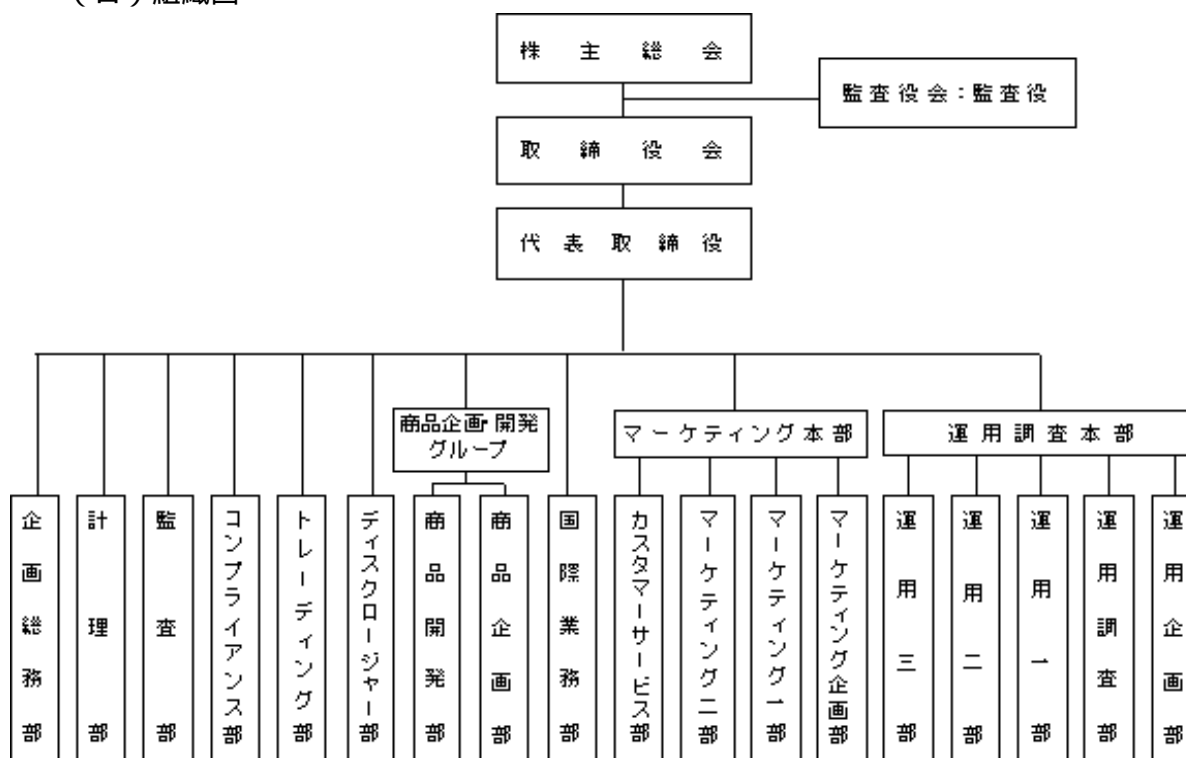 株主総会
監査役会：監査役
取締役会
代表取締役
商品企画・開発
グループ
マーケティング本部
運用調査本部
企画総務部
計理部
監査部
コンプライアンス部
トレーディング部
ディスクロージャー部
商品開発部
商品企画部
国際業務部
カスタマーサービス部
マーケティング二部
マーケティング一部
マーケティング企画部
運用三部
運用二部
運用一部
運用調査部
運用企画部